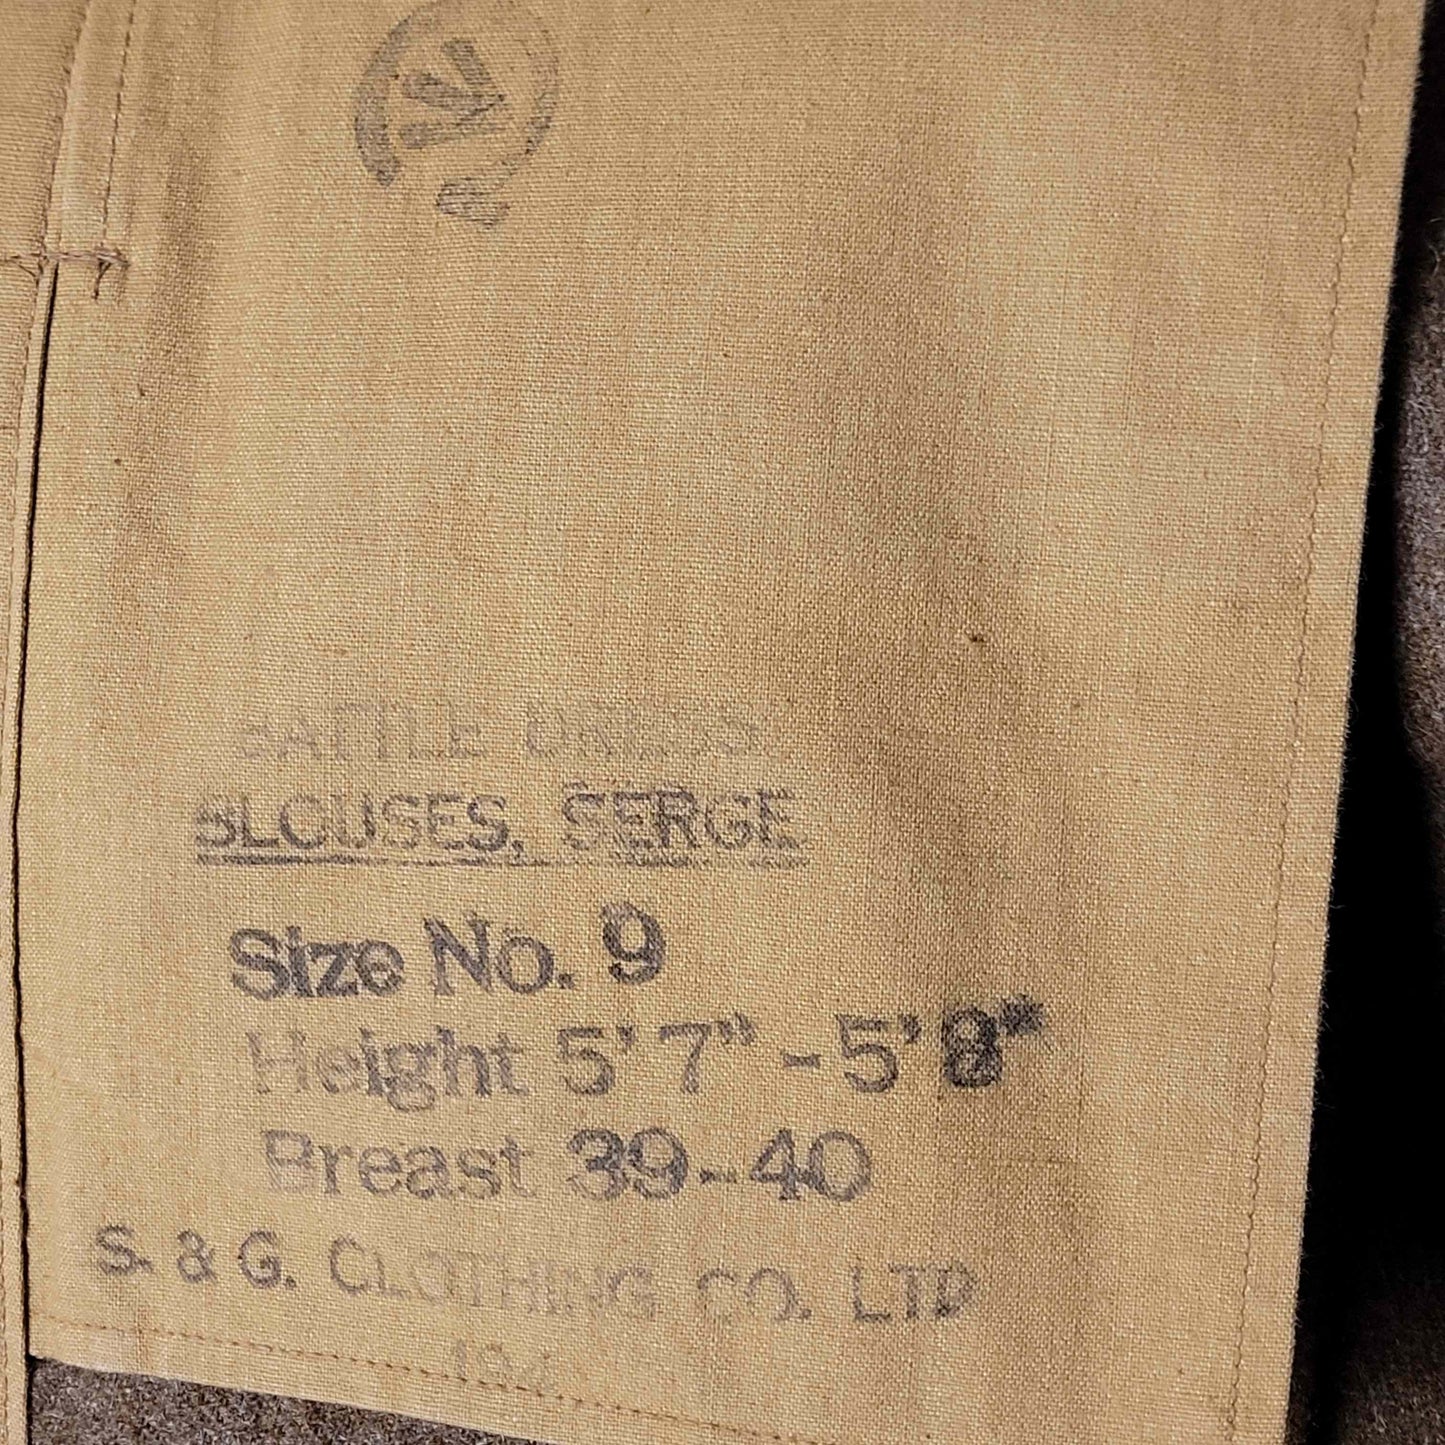 BATTLE DRESS
BLOUSES, SERGE
Size No. 9
Height 5' 7" - 5' 8"
Breast 39-40
S. & G. CLOTHING CO. LTD